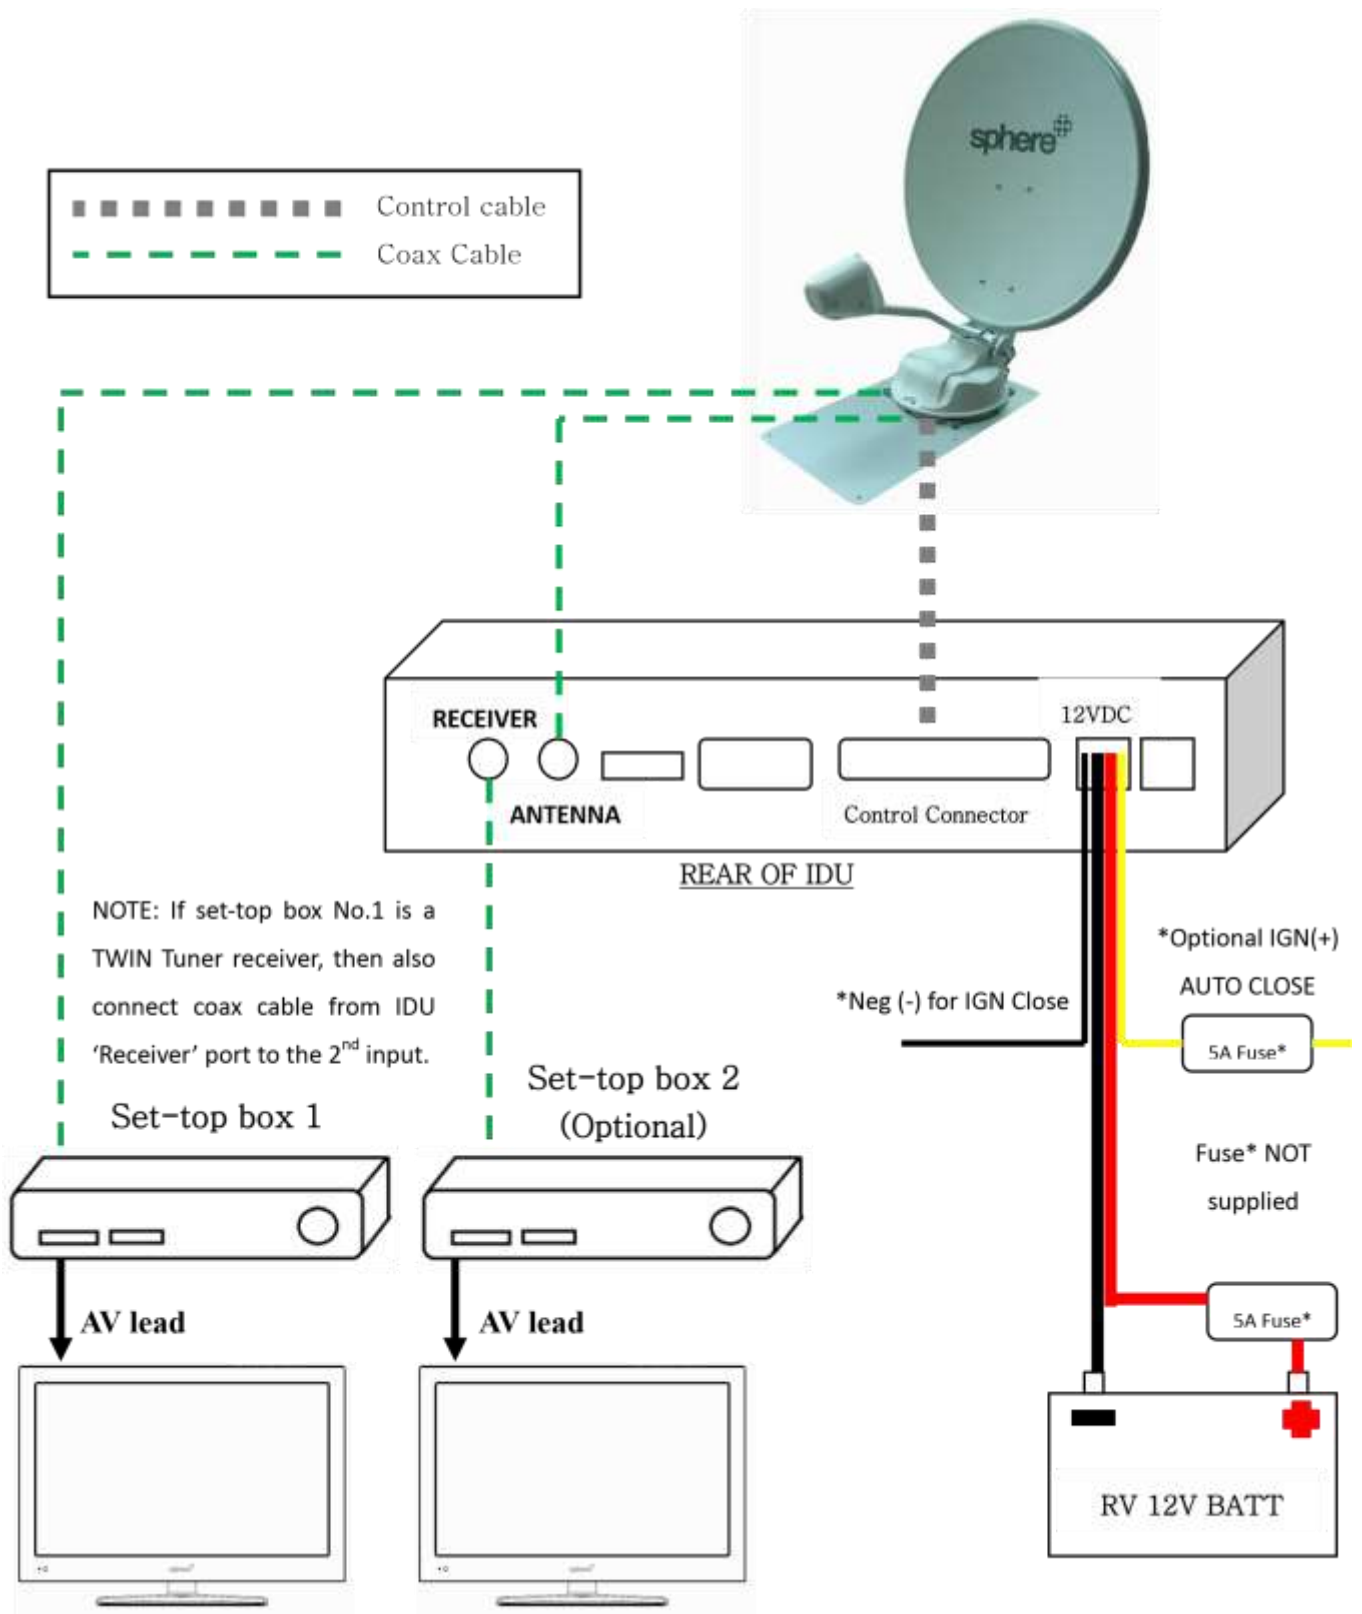 sphere
Control cable
Coax Cable
RECEIVER
12VDC
ANTENNA
Control Connector
REAR OF IDU
NOTE: If set-top box No.1 is a
TWIN Tuner receiver, then also
connect coax cable from IDU
‘Receiver’ port to the 2nd input.
*Optional IGN(+)
AUTO CLOSE
*Neg (-) for IGN Close
5A Fuse*
Set-top box 1
Set-top box 2
(Optional)
Fuse* NOT
supplied
AV lead
AV lead
5A Fuse*
RV 12V BATT